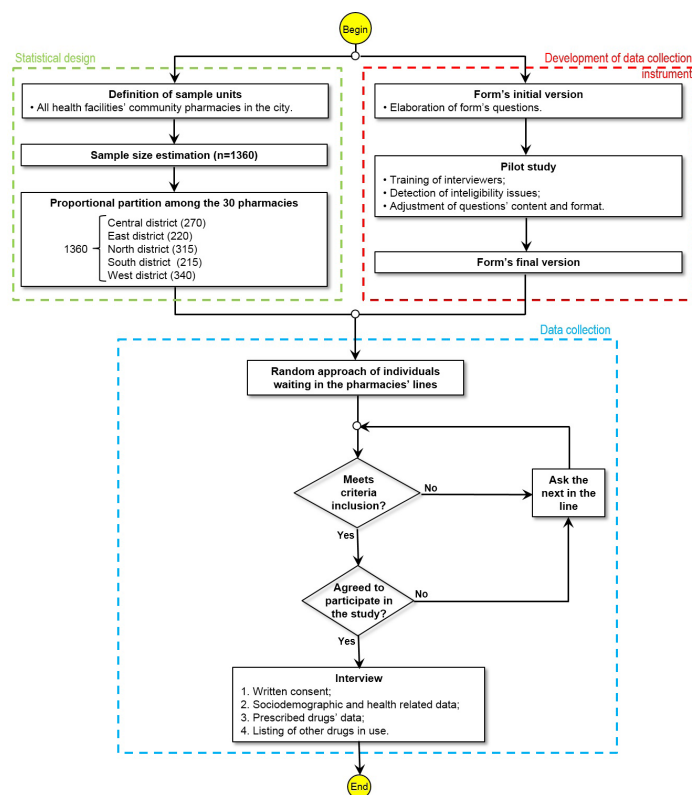 Begin
Statistical design
Definition of sample units
• All health facilities' community pharmacies in the city.
Sample size estimation (n=1360)
Proportional partition among the 30 pharmacies
1360
Central district (270)
East district (220)
North district (315)
South district (215)
West district (340)
Development of data collection
instrument
Form's initial version
• Elaboration of form's questions.
Pilot study
• Training of interviewers;
• Detection of inteligibility issues;
• Adjustment of questions' content and format.
Form's final version
Data collection
Random approach of individuals
waiting in the pharmacies' lines
Meets
criteria
inclusion?
No
Ask the
next in the
line
Yes
Agreed to
participate in
the study?
No
Yes
Interview
1. Written consent;
2. Sociodemographic and health related data;
3. Prescribed drugs' data;
4. Listing of other drugs in use.
End